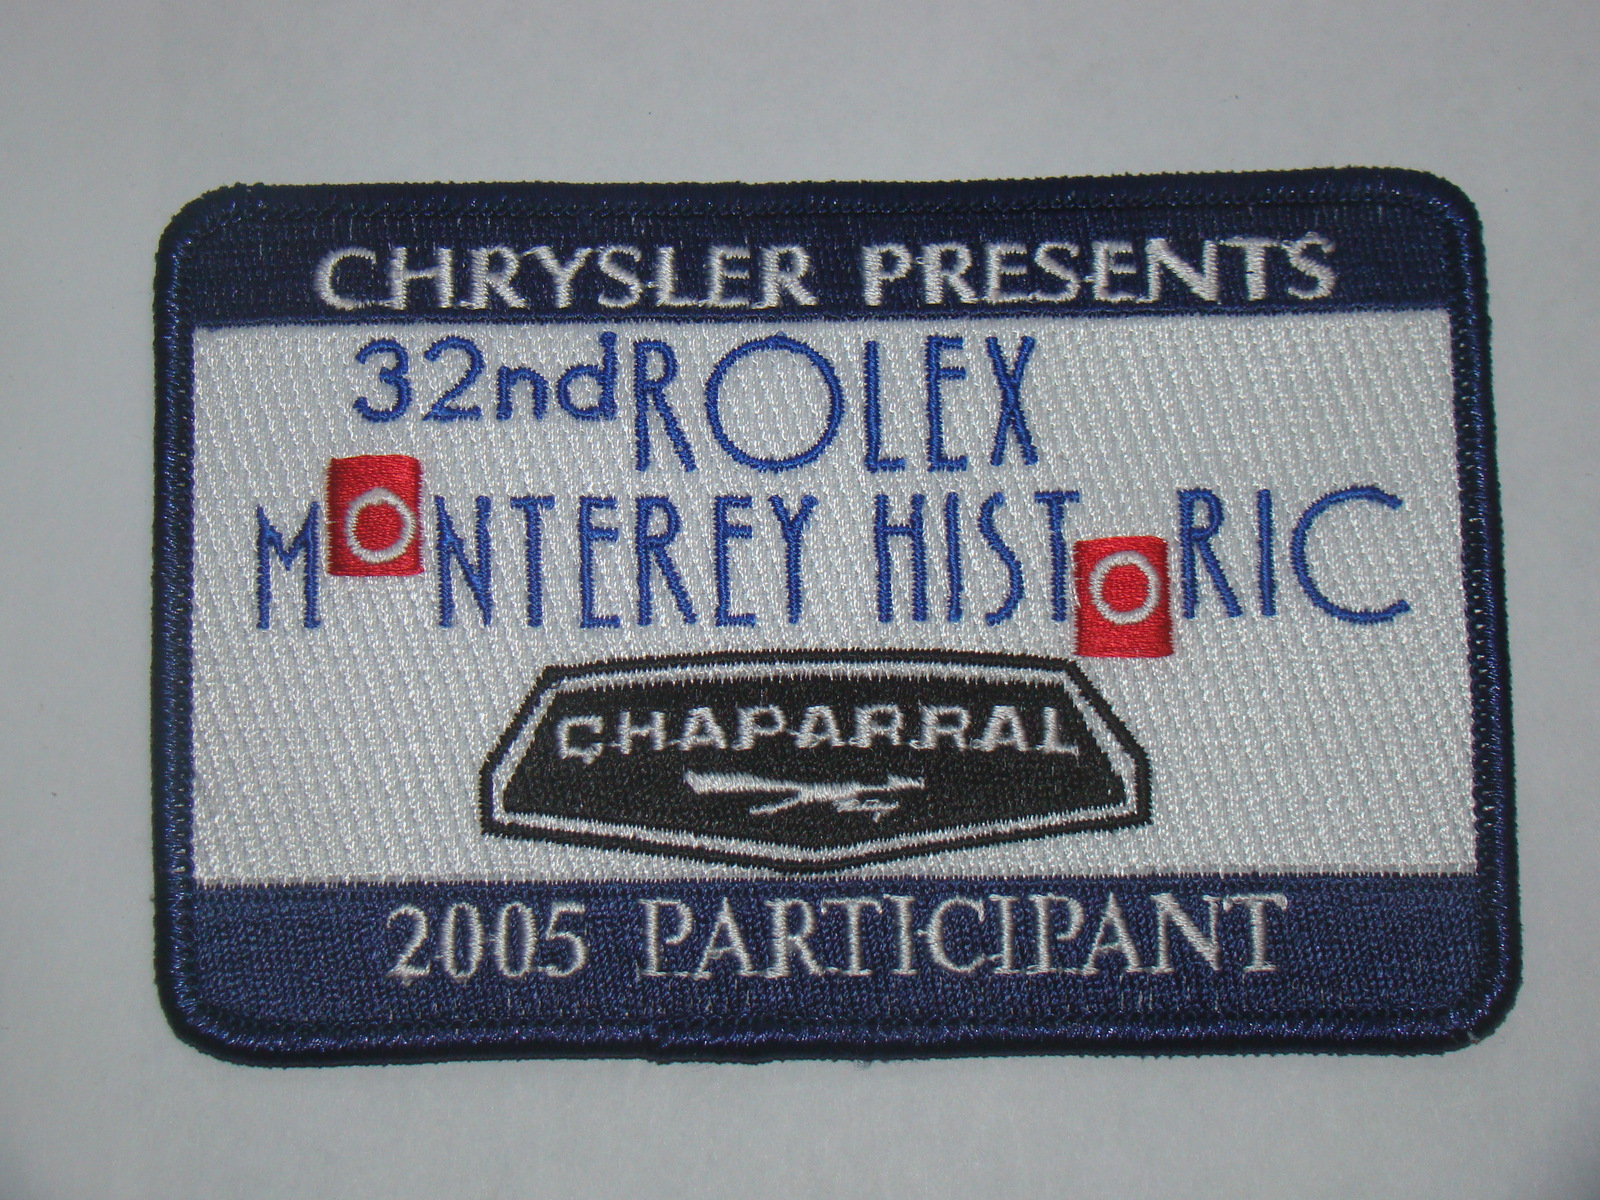 CHRYSLER PRESENTS
32nd ROLEX
MONTEREY HISTORIC
CHAPARRAL
2005 PARTICIPANT